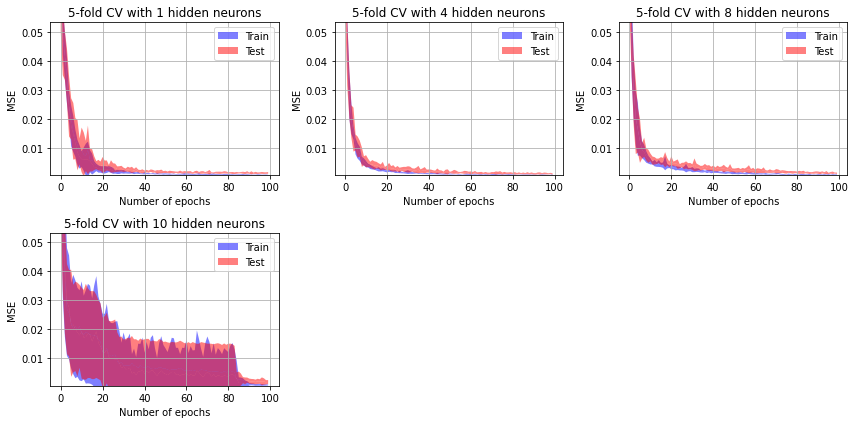 5-fold CV with 1 hidden neurons
0.05
0.04
0.03
0.02
0.01
MSE
Train
Test
0 20 40 60 80 100
Number of epochs
5-fold CV with 4 hidden neurons
0.05
0.04
0.03
0.02
0.01
MSE
Train
Test
0 20 40 60 80 100
Number of epochs
5-fold CV with 8 hidden neurons
0.05
0.04
0.03
0.02
0.01
MSE
Train
Test
0 20 40 60 80 100
Number of epochs
5-fold CV with 10 hidden neurons
0.05
0.04
0.03
0.02
0.01
MSE
Train
Test
0 20 40 60 80 100
Number of epochs